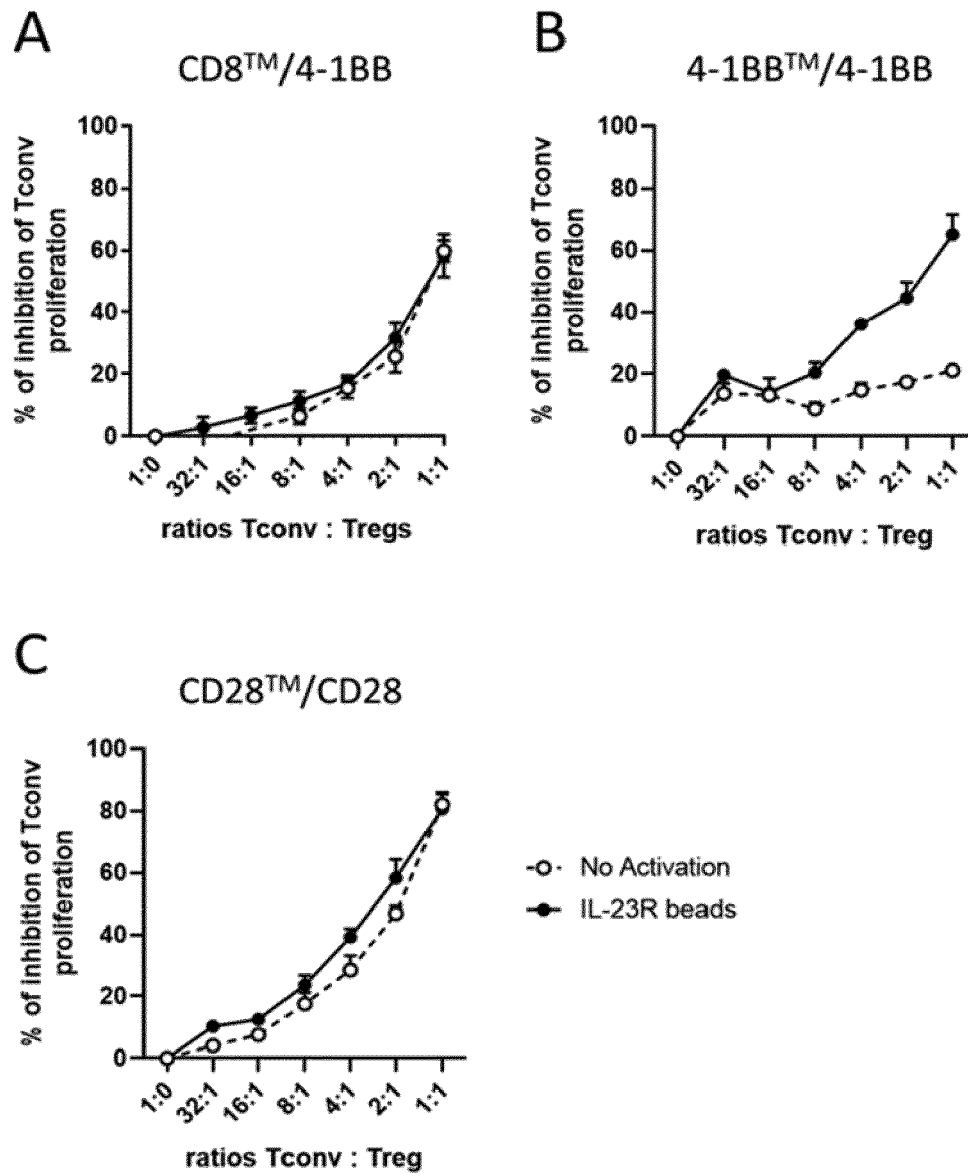 A
CD8™/4-1BB
% of inhibition of Tconv
proliferation
100
80
60
40
20
0
1:0
32:1
16:1
8:1
4:1
2:1
1:1
ratios Tconv : Tregs
B
4-1BB™/4-1BB
% of inhibition of Tconv
proliferation
100
80
60
40
20
0
1:0
32:1
16:1
8:1
4:1
2:1
1:1
ratios Tconv : Treg
C
CD28™/CD28
% of inhibition of Tconv
proliferation
100
80
60
40
20
0
1:0
32:1
16:1
8:1
4:1
2:1
1:1
ratios Tconv : Treg
No Activation
IL-23R beads